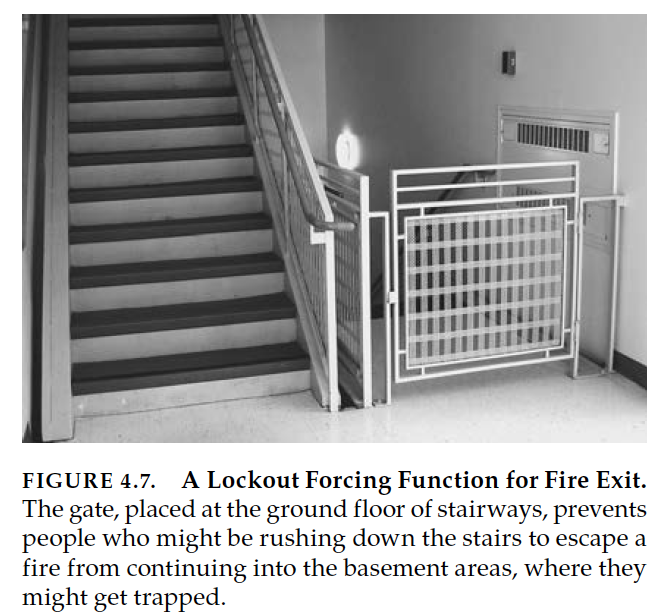 FIGURE 4.7. A Lockout Forcing Function for Fire Exit.
The gate, placed at the ground floor of stairways, prevents
people who might be rushing down the stairs to escape a
fire from continuing into the basement areas, where they
might get trapped.